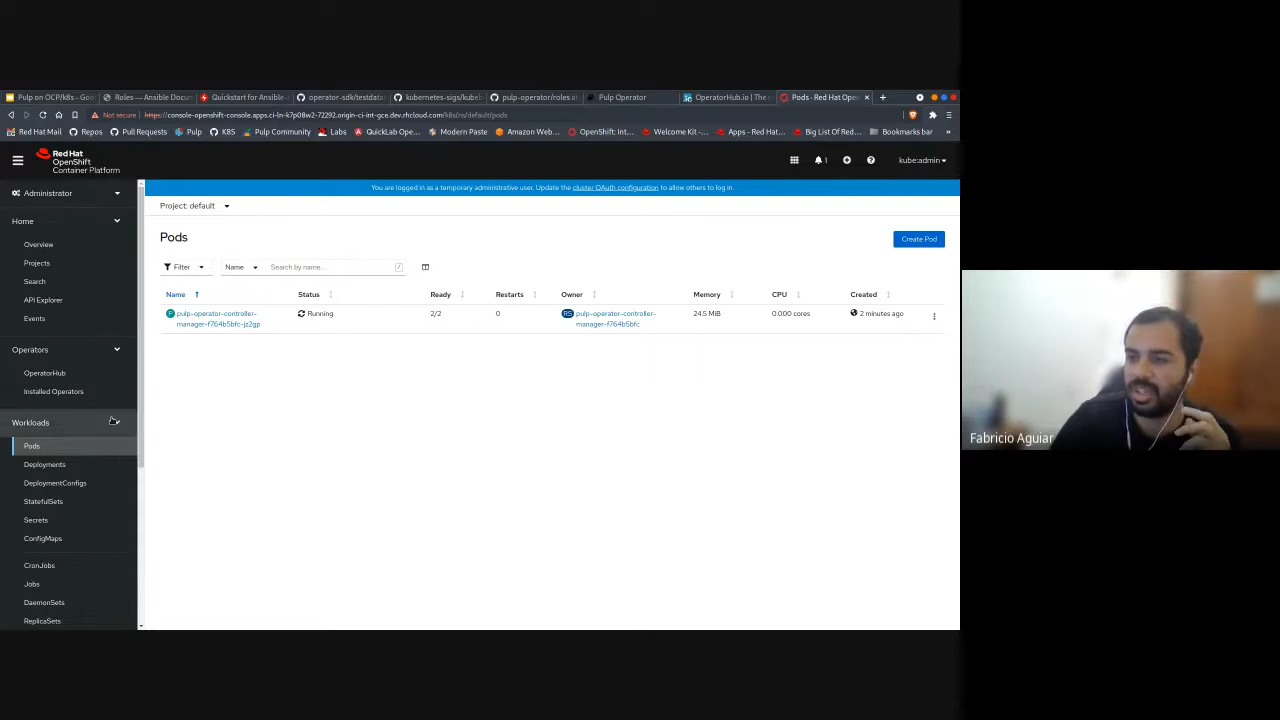 Pulp on OCP/k8s - Goo
Roles — Ansible Docum
Quickstart for Ansible-
operator-sdk/testdata
kubernetes-sigs/kubeb
pulp-operator/roles at
Pulp Operator
OperatorHub.io | The
Pods · Red Hat Open
Not secure
https://console-openshift-console.apps.ci-ln-k7p08w2-72292.origin-ci-int-gce.dev.rhcloud.com/k8s/ns/default/pods
Red Hat Mail
Repos
Pull Requests
Pulp
K8S
Pulp Community
Labs
QuickLab Ope...
Modern Paste
Amazon Web...
OpenShift: Int...
Welcome Kit -...
Apps - Red Hat...
Big List Of Red...
Bookmarks bar
Red Hat
OpenShift
Container Platform
1
kube:admin
You are logged in as a temporary administrative user. Update the cluster OAuth configuration to allow others to log in.
Administrator
Home
Overview
Projects
Search
API Explorer
Events
Operators
OperatorHub
Installed Operators
Workloads
Pods
Deployments
DeploymentConfigs
StatefulSets
Secrets
ConfigMaps
CronJobs
Jobs
DaemonSets
ReplicaSets
Project: default
Pods
Create Pod
Filter
Name
Search by name...
/
Name
Status
Ready
Restarts
Owner
Memory
CPU
Created
P pulp-operator-controller-
manager-f764b5bfc-jz2gp
Running
2/2
0
RS pulp-operator-controller-
manager-f764b5bfc
24.5 MiB
0.000 cores
2 minutes ago
Fabricio Aguiar